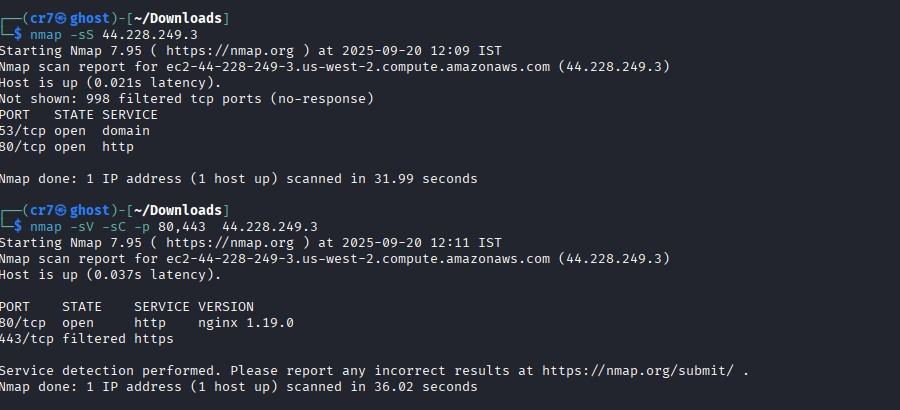 ┌──(cr7㉿ghost)-[~/Downloads]
└─$ nmap -sS 44.228.249.3
Starting Nmap 7.95 ( https://nmap.org ) at 2025-09-20 12:09 IST
Nmap scan report for ec2-44-228-249-3.us-west-2.compute.amazonaws.com (44.228.249.3)
Host is up (0.021s latency).
Not shown: 998 filtered tcp ports (no-response)
PORT   STATE SERVICE
53/tcp open  domain
80/tcp open  http
Nmap done: 1 IP address (1 host up) scanned in 31.99 seconds
┌──(cr7㉿ghost)-[~/Downloads]
└─$ nmap -sV -sC -p 80,443  44.228.249.3
Starting Nmap 7.95 ( https://nmap.org ) at 2025-09-20 12:11 IST
Nmap scan report for ec2-44-228-249-3.us-west-2.compute.amazonaws.com (44.228.249.3)
Host is up (0.037s latency).
PORT    STATE    SERVICE VERSION
80/tcp  open     http    nginx 1.19.0
443/tcp filtered https
Service detection performed. Please report any incorrect results at https://nmap.org/submit/ .
Nmap done: 1 IP address (1 host up) scanned in 36.02 seconds